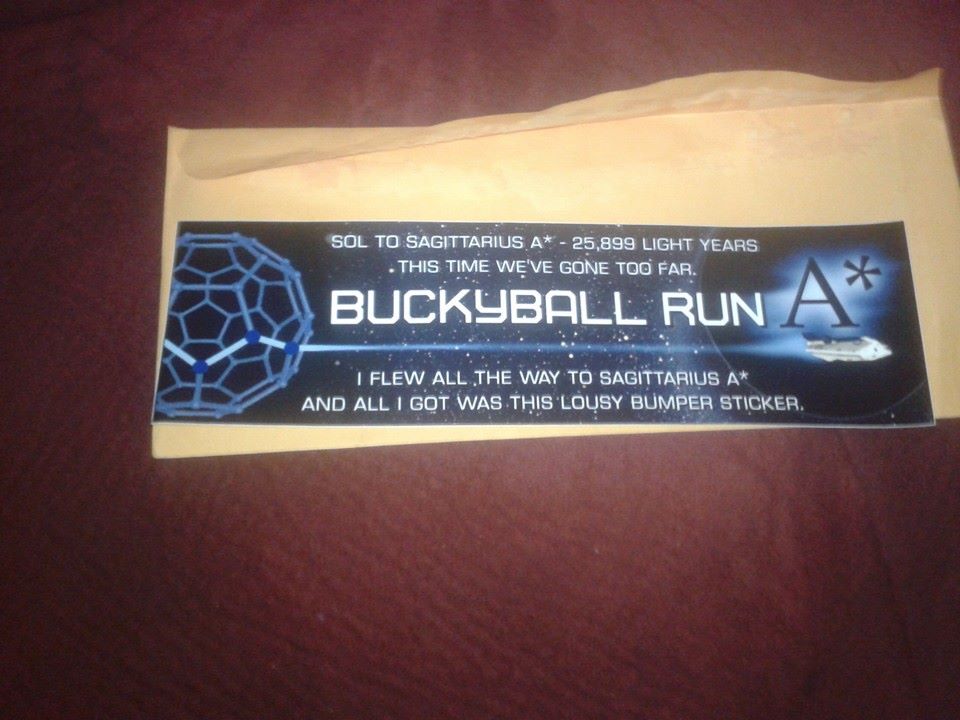 SOL TO SAGITTARIUS A* - 25,899 LIGHT YEARS
THIS TIME WE'VE GONE TOO FAR.
BUCKYBALL RUN A*
I FLEW ALL THE WAY TO SAGITTARIUS A*
AND ALL I GOT WAS THIS LOUSY BUMPER STICKER.